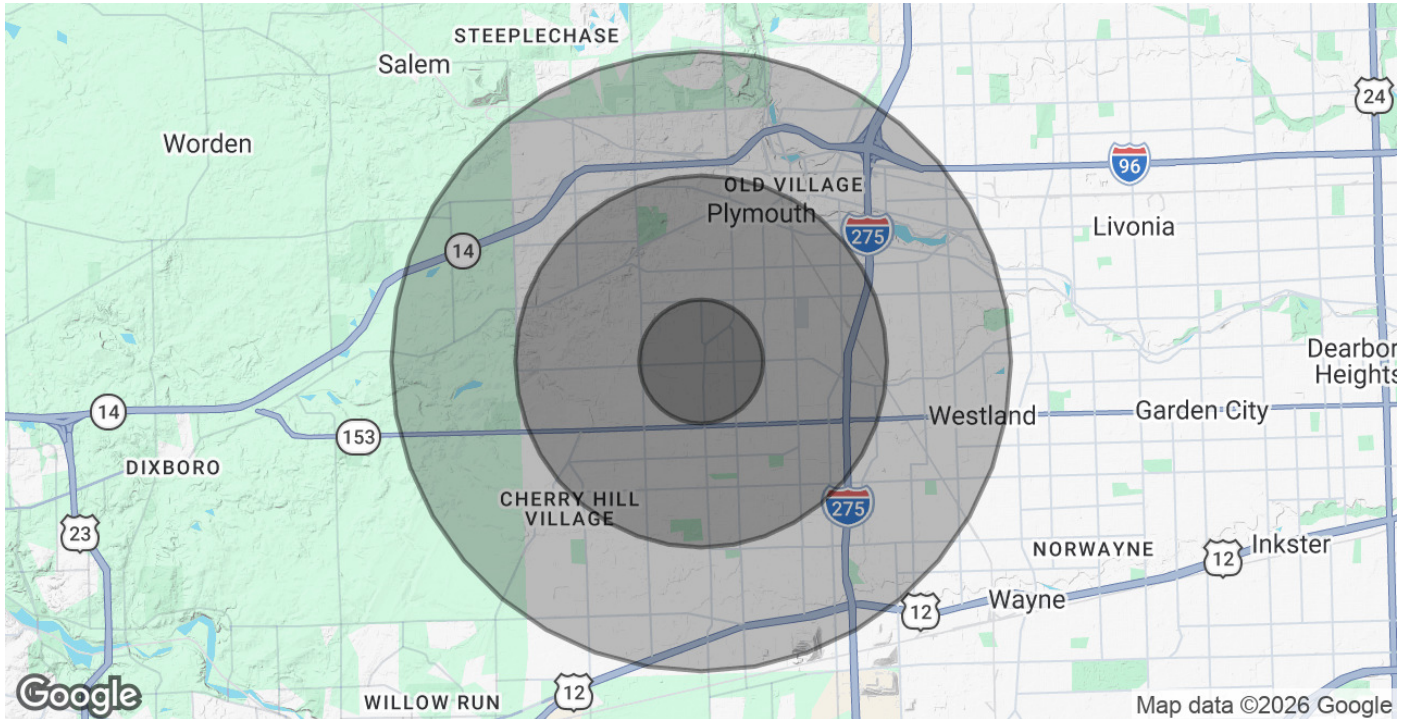 STEEPLECHASE
Salem
24
Worden
96
OLD VILLAGE
Plymouth
275
Livonia
14
Dearbor
Heights
14
153
Westland
Garden City
DIXBORO
CHERRY HILL
VILLAGE
275
23
NORWAYNE
12
Inkster
Wayne
12
12
WILLOW RUN
Google
Map data ©2026 Google